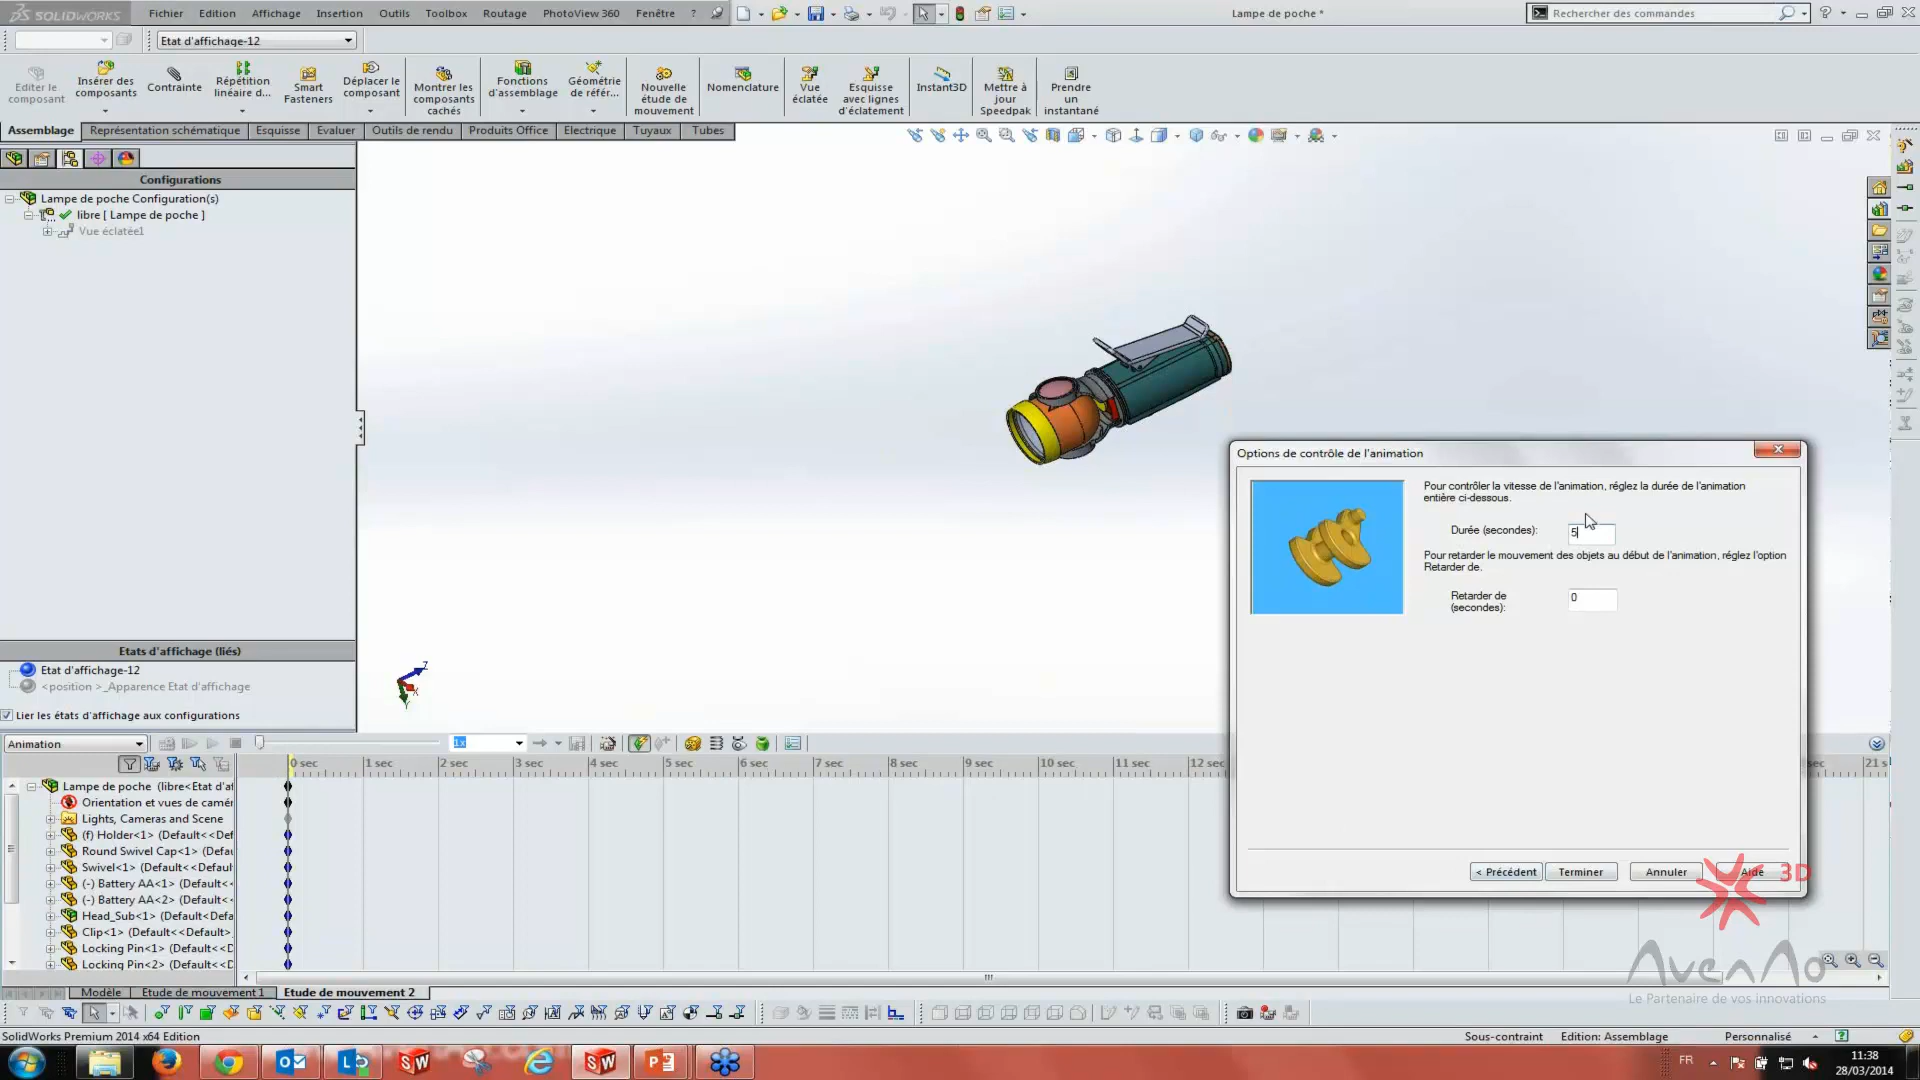 SOLIDWORKS Fichier Edition Affichage Insertion Outils Toolbox Routage PhotoView 360 Fenêtre ? Lampe de poche * Rechercher des commandes
Etat d'affichage-12
Editer le composant
Insérer des composants
Contrainte
Répétition linéaire d...
Smart Fasteners
Déplacer le composant
Montrer les composants cachés
Fonctions d'assemblage
Géométrie de référ...
Nouvelle étude de mouvement
Nomenclature
Vue éclatée
Esquisse avec lignes d'éclatement
Instant3D
Mettre à jour Speedpak
Prendre un instantané
Assemblage Représentation schématique Esquisse Evaluer Outils de rendu Produits Office Electrique Tuyaux Tubes
Configurations
Lampe de poche Configuration(s)
libre [ Lampe de poche ]
Vue éclatée1
Z
X
Y
Options de contrôle de l'animation
Pour contrôler la vitesse de l'animation, réglez la durée de l'animation
entière ci-dessous.
Durée (secondes): 5
Pour retarder le mouvement des objets au début de l'animation, réglez l'option
Retarder de.
Retarder de
(secondes): 0
< Précédent Terminer Annuler Aide
Etats d'affichage (liés)
Etat d'affichage-12
<position >_Apparence Etat d'affichage
Lier les états d'affichage aux configurations
Animation 1x
0 sec 1 sec 2 sec 3 sec 4 sec 5 sec 6 sec 7 sec 8 sec 9 sec 10 sec 11 sec 12 sec 21 s
Lampe de poche (libre<Etat d'af
Orientation et vues de camér
Lights, Cameras and Scene
(f) Holder<1> (Default<<Def
Round Swivel Cap<1> (Defau
Swivel<1> (Default<<Default
(-) Battery AA<1> (Default<<
(-) Battery AA<2> (Default<<
Head_Sub<1> (Default<<Defa
Clip<1> (Default<<Default>
Locking Pin<1> (Default<<D
Locking Pin<2> (Default<<D
3D
AvenAo
Le Partenaire de vos Innovations
Modèle Etude de mouvement 1 Etude de mouvement 2
SolidWorks Premium 2014 x64 Edition Sous-contraint Edition: Assemblage Personnalisé
FR 11:38
28/03/2014